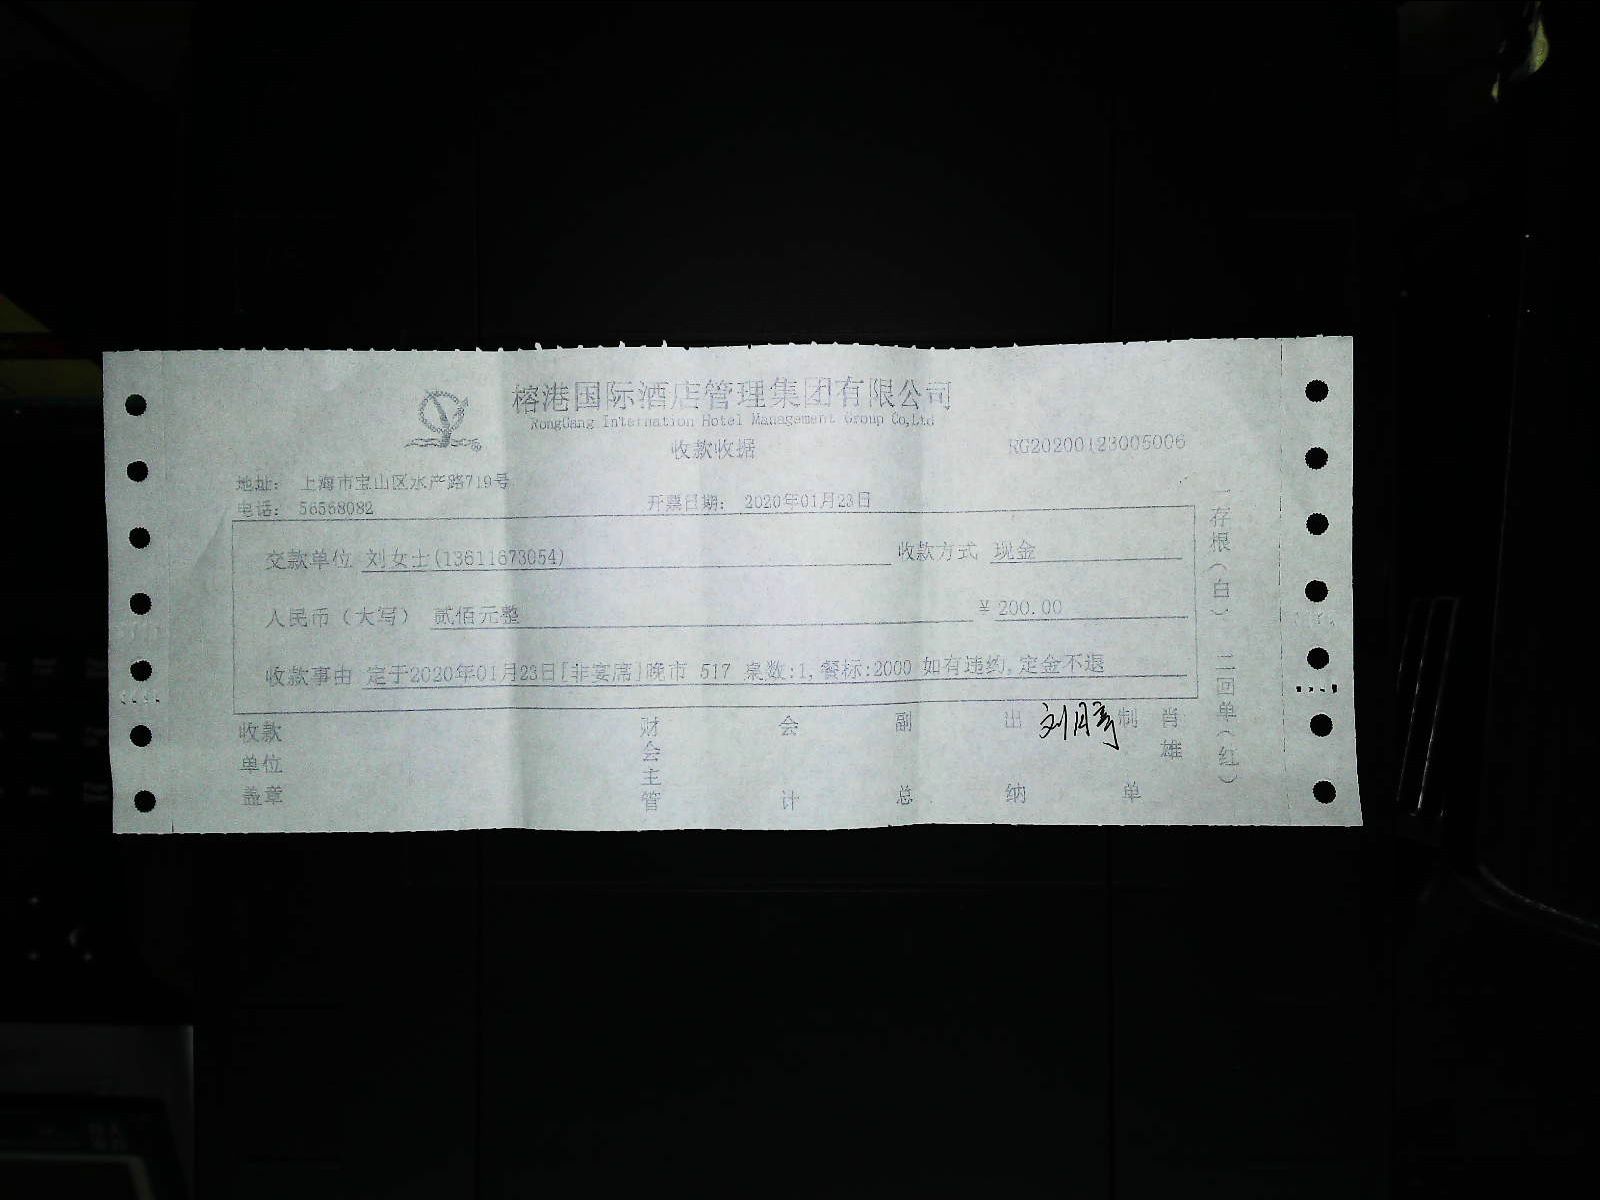 榕港国际酒店管理集团有限公司
RongGang Internation Hotel Management Group Co,Ltd
收款收据
RG20200123005006
地址： 上海市宝山区水产路719号
电话： 56568082
开票日期： 2020年01月23日
交款单位 刘女士(13611673054) 收款方式 现金
人民币（大写） 贰佰元整 ¥ 200.00
收款事由 定于2020年01月23日[非宴席]晚市 517 桌数:1,餐标:2000 如有违约,定金不退
收款单位盖章 财会主管 会计 副总 出纳 制单 肖雄
一存根（白） 二回单（红）